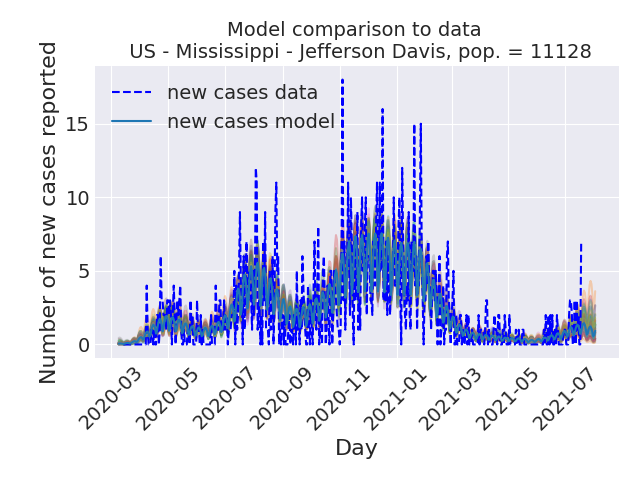 Model comparison to data
US - Mississippi - Jefferson Davis, pop. = 11128
new cases data
new cases model
Number of new cases reported
15
10
5
0
2020-03
2020-05
2020-07
2020-09
2020-11
2021-01
2021-03
2021-05
2021-07
Day